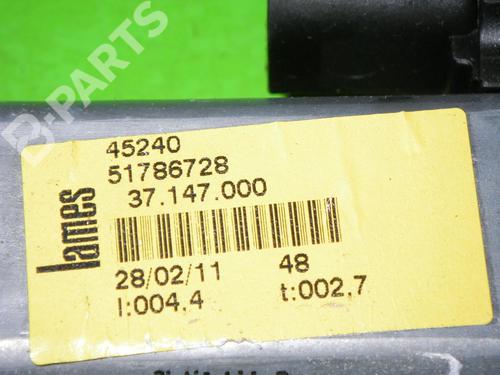 B-PARTS
45240
51786728
37.147.000
lames
28/02/11 48
I:004.4 t:002.7